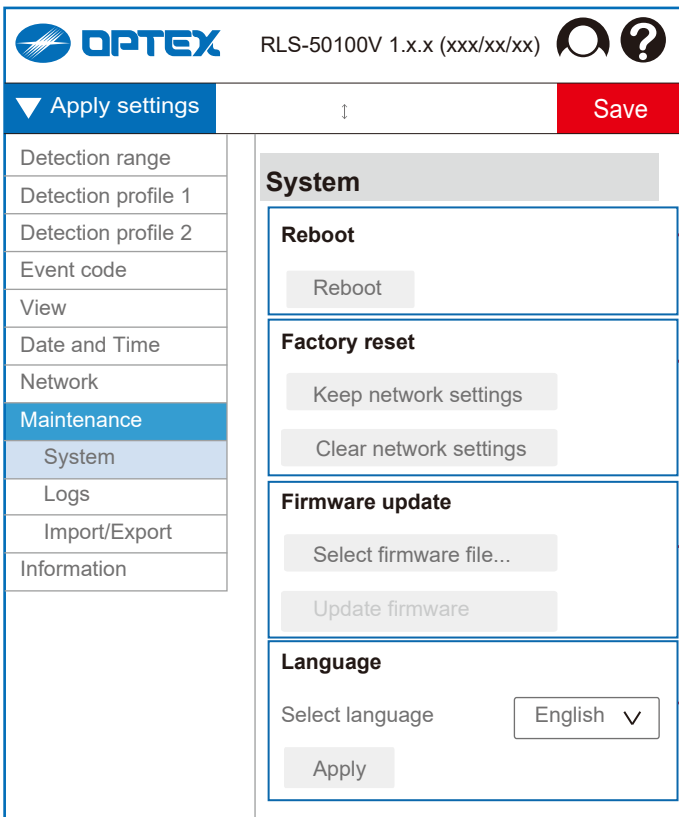 OPTEX RLS-50100V 1.x.x (xxx/xx/xx) ?
Apply settings Save
Detection range
Detection profile 1
Detection profile 2
Event code
View
Date and Time
Network
Maintenance
System
Logs
Import/Export
Information
System
Reboot
Reboot
Factory reset
Keep network settings
Clear network settings
Firmware update
Select firmware file...
Update firmware
Language
Select language English
Apply